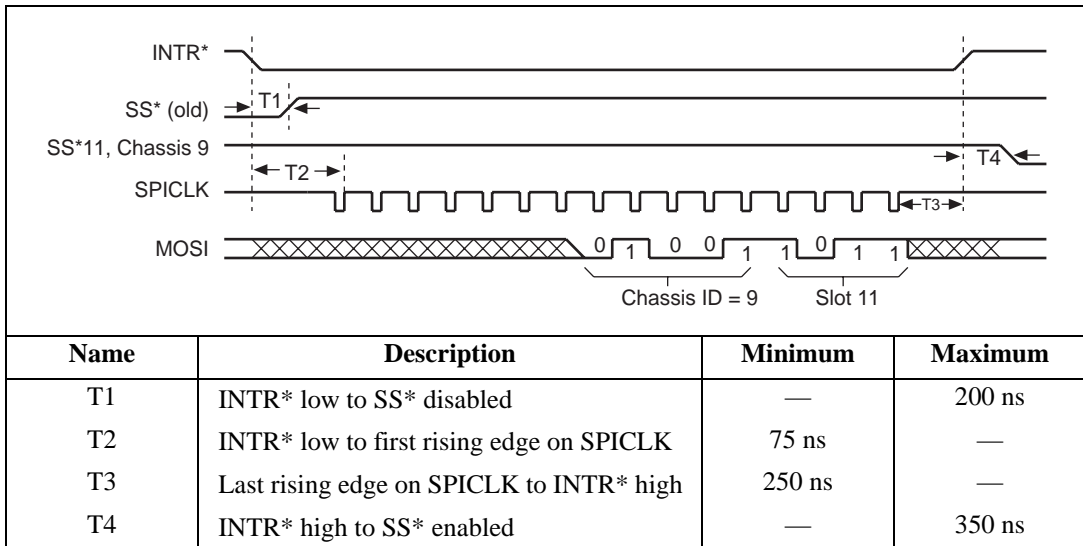 INTR*
T1
SS* (old)
SS*11, Chassis 9
T4
T2
SPICLK
T3
MOSI
0 1 0 0 1 1 0 1 1
Chassis ID = 9 Slot 11
Name Description Minimum Maximum
T1 INTR* low to SS* disabled — 200 ns
T2 INTR* low to first rising edge on SPICLK 75 ns —
T3 Last rising edge on SPICLK to INTR* high 250 ns —
T4 INTR* high to SS* enabled — 350 ns